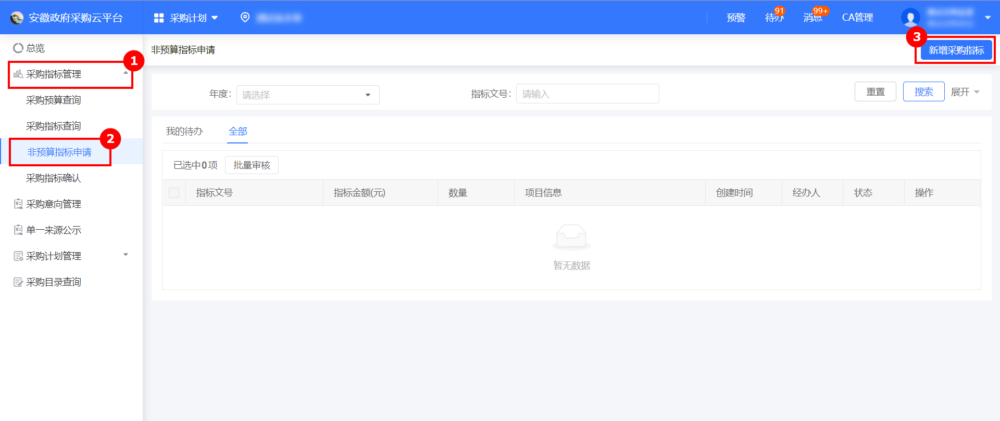 安徽政府采购云平台
采购计划
预警
待办
91
消息
99+
CA管理
总览
采购指标管理
1
采购预算查询
采购指标查询
2
非预算指标申请
采购指标确认
采购意向管理
单一来源公示
采购计划管理
采购目录查询
非预算指标申请
3
新增采购指标
年度: 请选择
指标文号: 请输入
重置 搜索 展开
我的待办 全部
已选中0项 批量审核
指标文号 指标金额(元) 数量 项目信息 创建时间 经办人 状态 操作
暂无数据